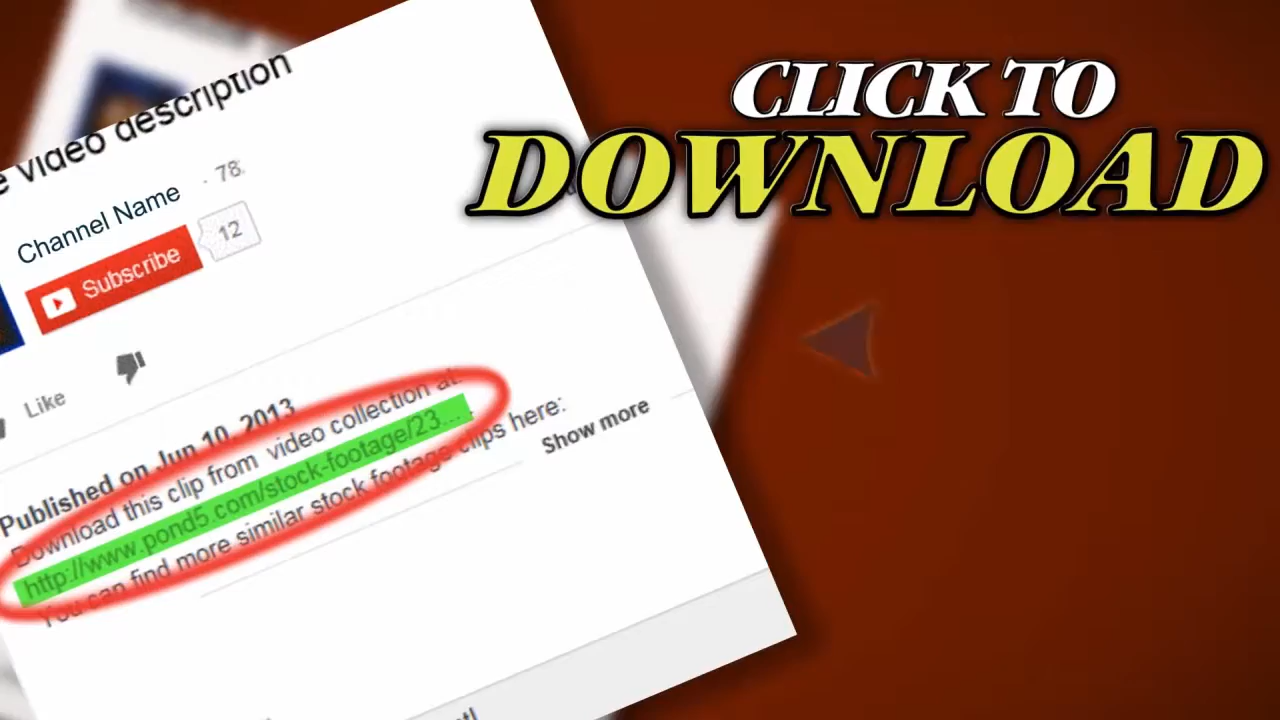 CLICK TO
DOWNLOAD
e video description
Channel Name
78
Subscribe
12
Like
Published on Jun 10, 2013
Download this clip from video collection at:
http://www.pond5.com/stock-footage/23...
You can find more similar stock footage clips here:
Show more